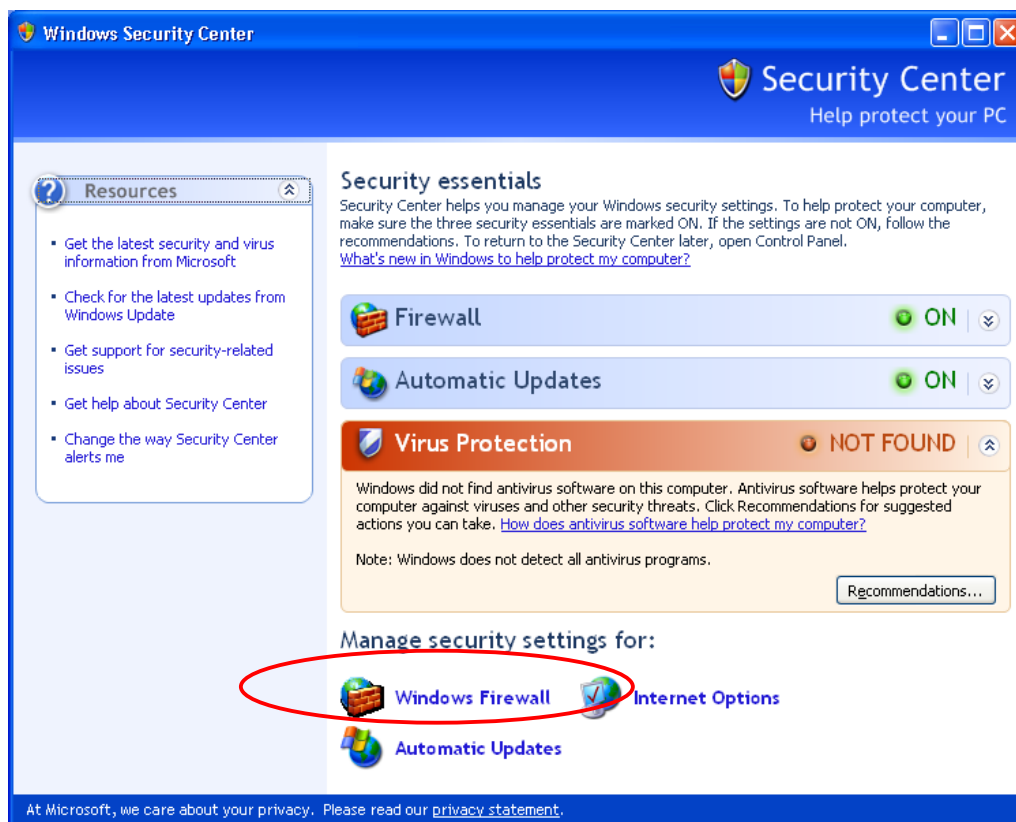 Windows Security Center
Security Center
Help protect your PC
Resources
Get the latest security and virus
information from Microsoft
Check for the latest updates from
Windows Update
Get support for security-related
issues
Get help about Security Center
Change the way Security Center
alerts me
Security essentials
Security Center helps you manage your Windows security settings. To help protect your computer,
make sure the three security essentials are marked ON. If the settings are not ON, follow the
recommendations. To return to the Security Center later, open Control Panel.
What's new in Windows to help protect my computer?
Firewall ON
Automatic Updates ON
Virus Protection NOT FOUND
Windows did not find antivirus software on this computer. Antivirus software helps protect your
computer against viruses and other security threats. Click Recommendations for suggested
actions you can take. How does antivirus software help protect my computer?
Note: Windows does not detect all antivirus programs.
Recommendations...
Manage security settings for:
Windows Firewall Internet Options
Automatic Updates
At Microsoft, we care about your privacy. Please read our privacy statement.